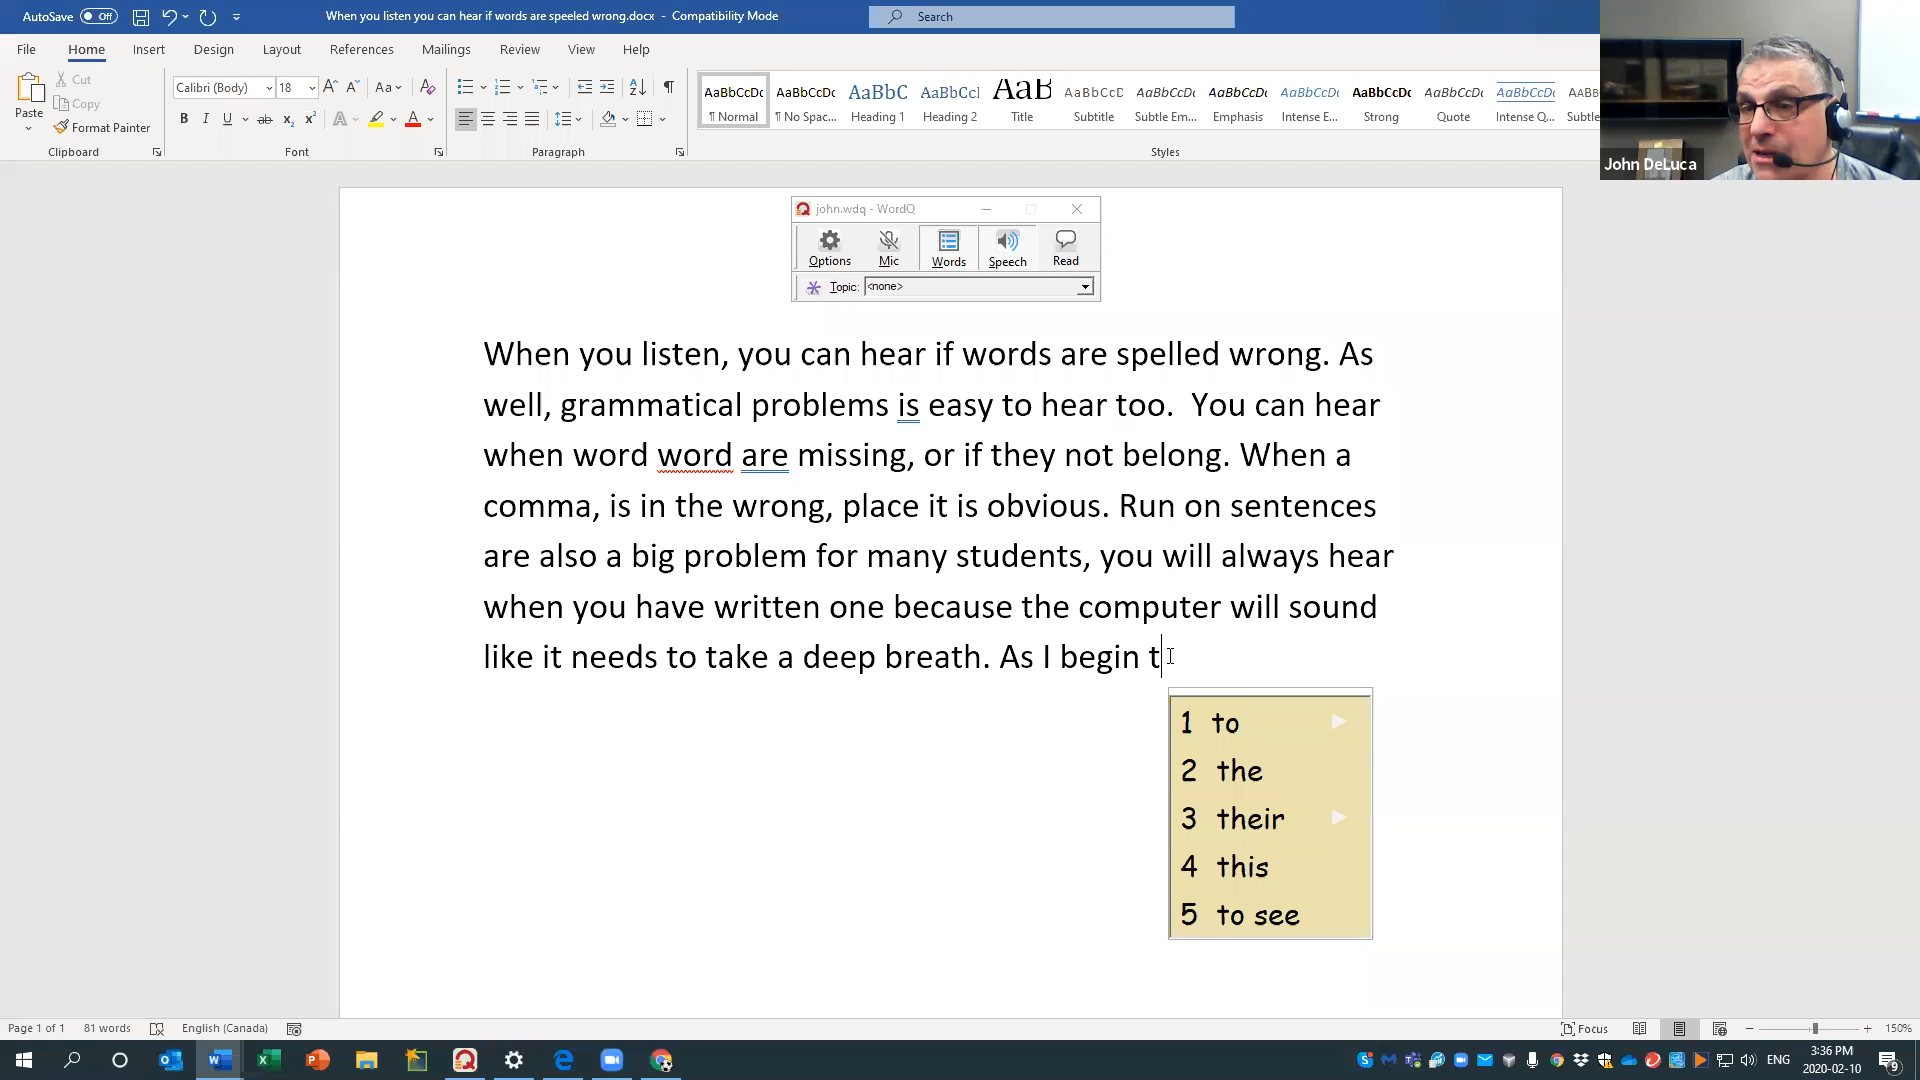 AutoSave Off When you listen you can hear if words are speeled wrong.docx - Compatibility Mode Search
File Home Insert Design Layout References Mailings Review View Help
Paste Cut Copy Format Painter
Calibri (Body) 18 Aa
B I U ab x₂ x² A A
AaBbCcDc AaBbCcDc AaBbC AaBbCcI AaB AaBbCcC AaBbCcDc AaBbCcDc AaBbCcDc AaBbCcDc AaBbCcDc AaBbCcDc AABB
¶ Normal ¶ No Spac... Heading 1 Heading 2 Title Subtitle Subtle Em... Emphasis Intense E... Strong Quote Intense Q... Subtle
Clipboard Font Paragraph Styles
John DeLuca
john.wdq - WordQ
Options Mic Words Speech Read
Topic: <none>
When you listen, you can hear if words are spelled wrong. As
well, grammatical problems is easy to hear too. You can hear
when word word are missing, or if they not belong. When a
comma, is in the wrong, place it is obvious. Run on sentences
are also a big problem for many students, you will always hear
when you have written one because the computer will sound
like it needs to take a deep breath. As I begin t
1 to
2 the
3 their
4 this
5 to see
Page 1 of 1 81 words English (Canada) Focus 150%
ENG 3:36 PM
2020-02-10 9